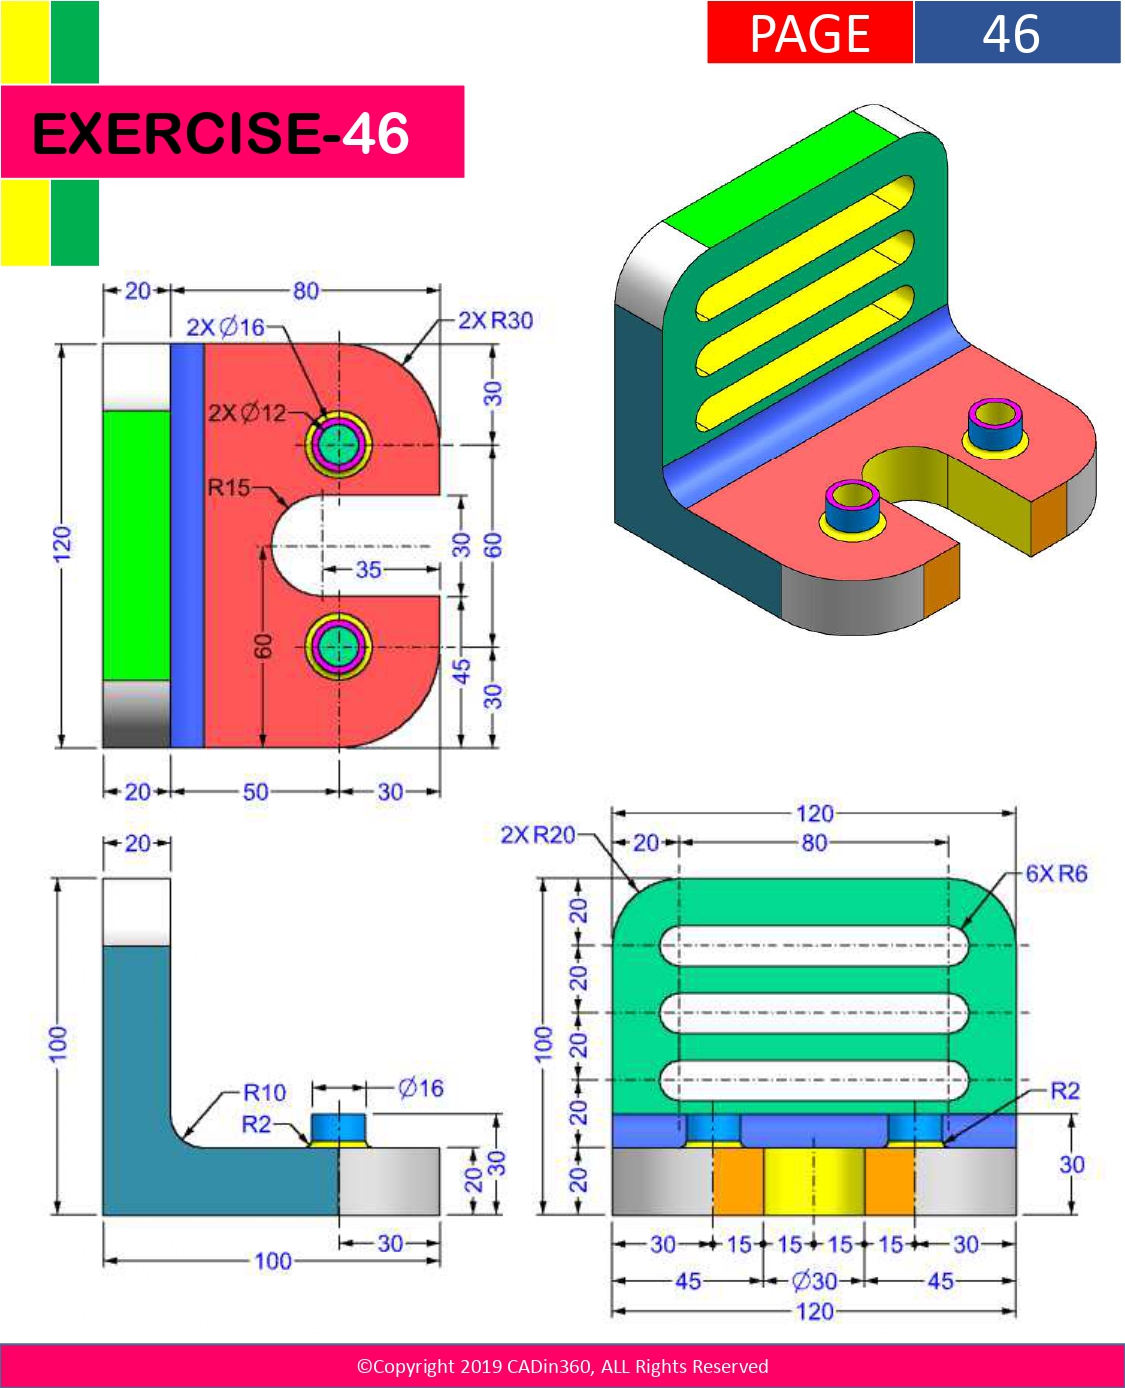 PAGE 46
EXERCISE-46
20 80
2X Ø16 2X R30
30
2X Ø12
R15
120 30 60
35
60
45
30
20 50 30
20
100
R10 Ø16
R2
20 30
30
100
120
2X R20 20 80
6X R6
20
20
100
20
20 R2
20 30
30 15 15 15 15 30
45 Ø30 45
120
©Copyright 2019 CADin360, ALL Rights Reserved